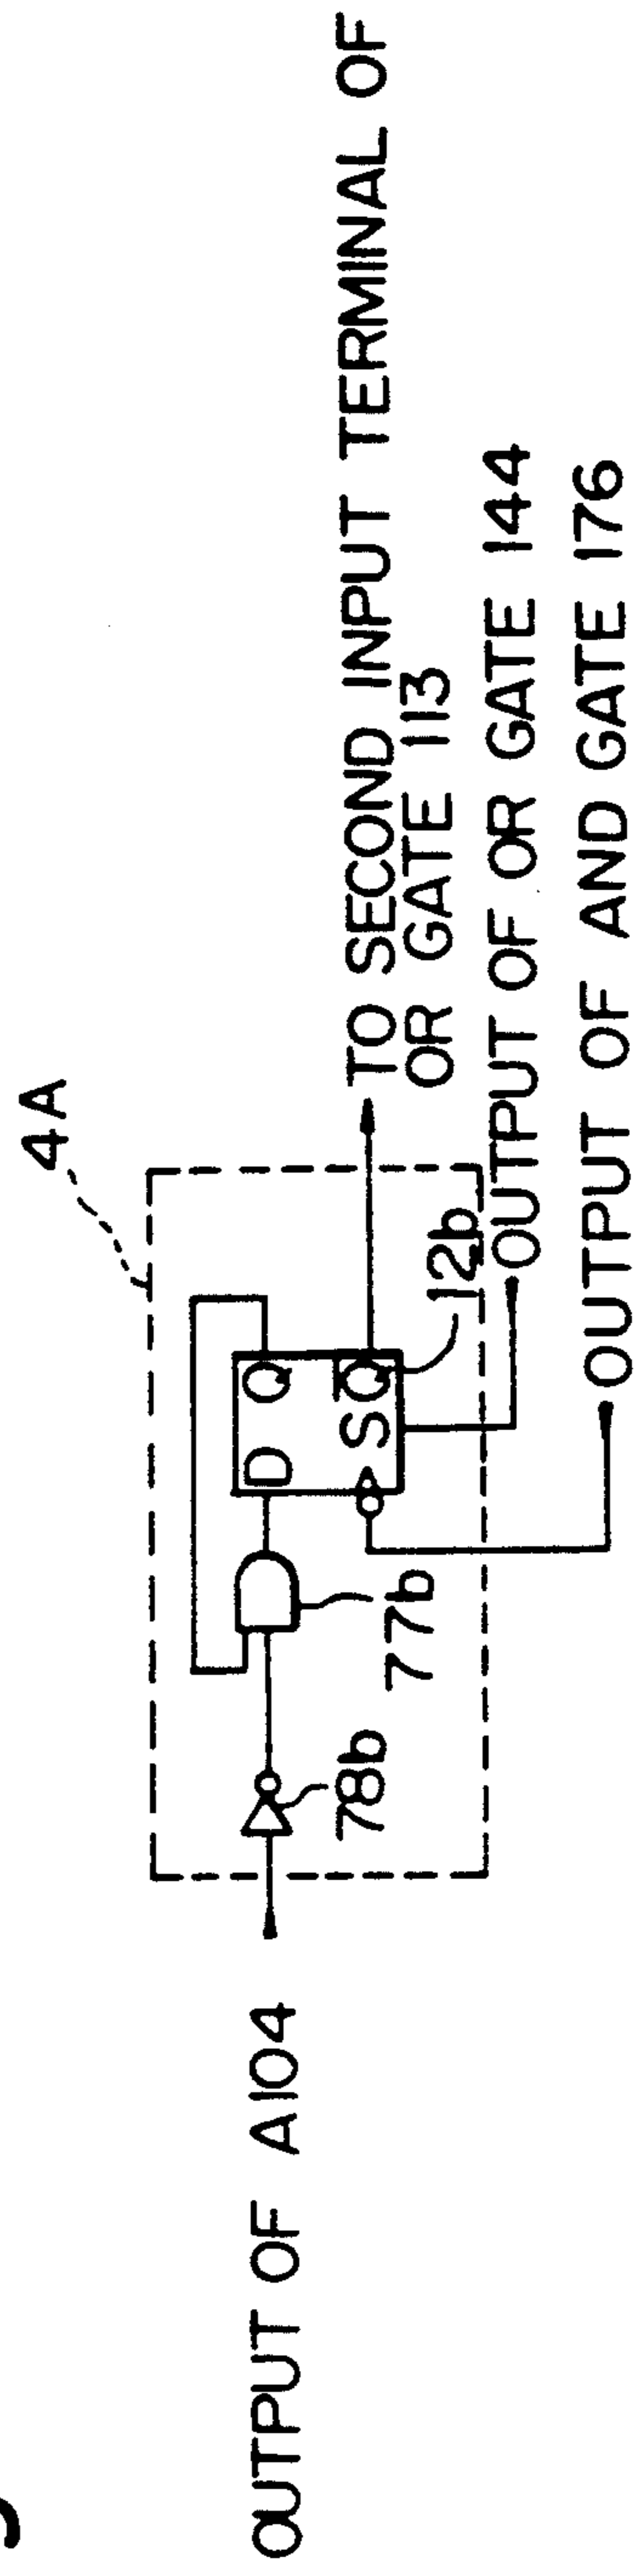 4A
OUTPUT OF A104
78b
77b
D Q
S Q̅
12b
TO SECOND INPUT TERMINAL OF
OR GATE 113
OUTPUT OF OR GATE 144
OUTPUT OF AND GATE 176